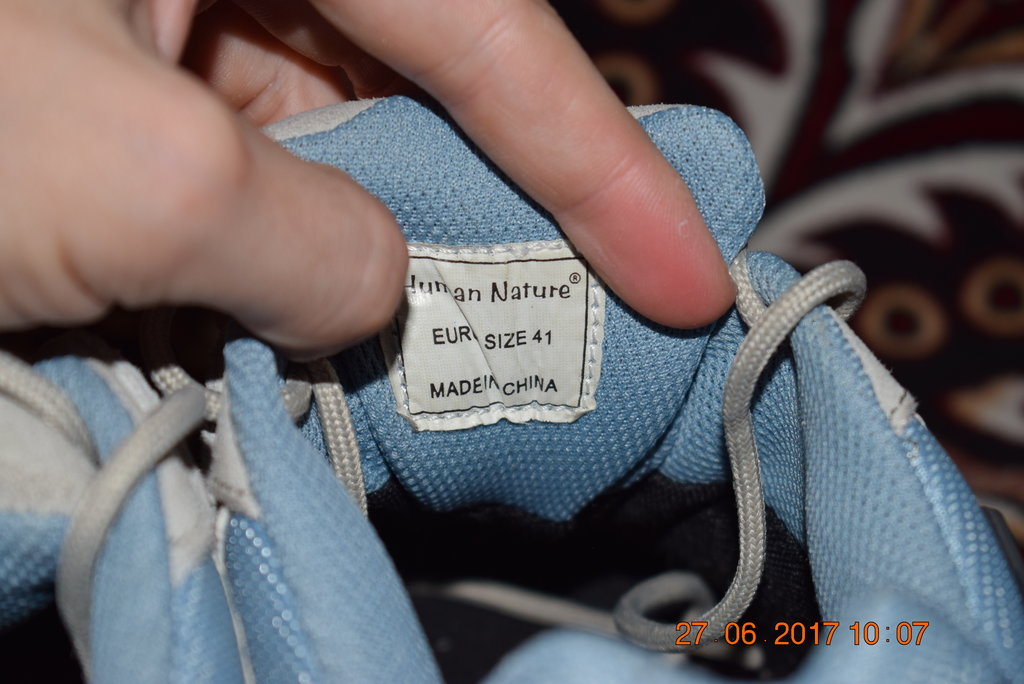 Human Nature®
EUR SIZE 41
MADE IN CHINA
27 06 2017 10:07